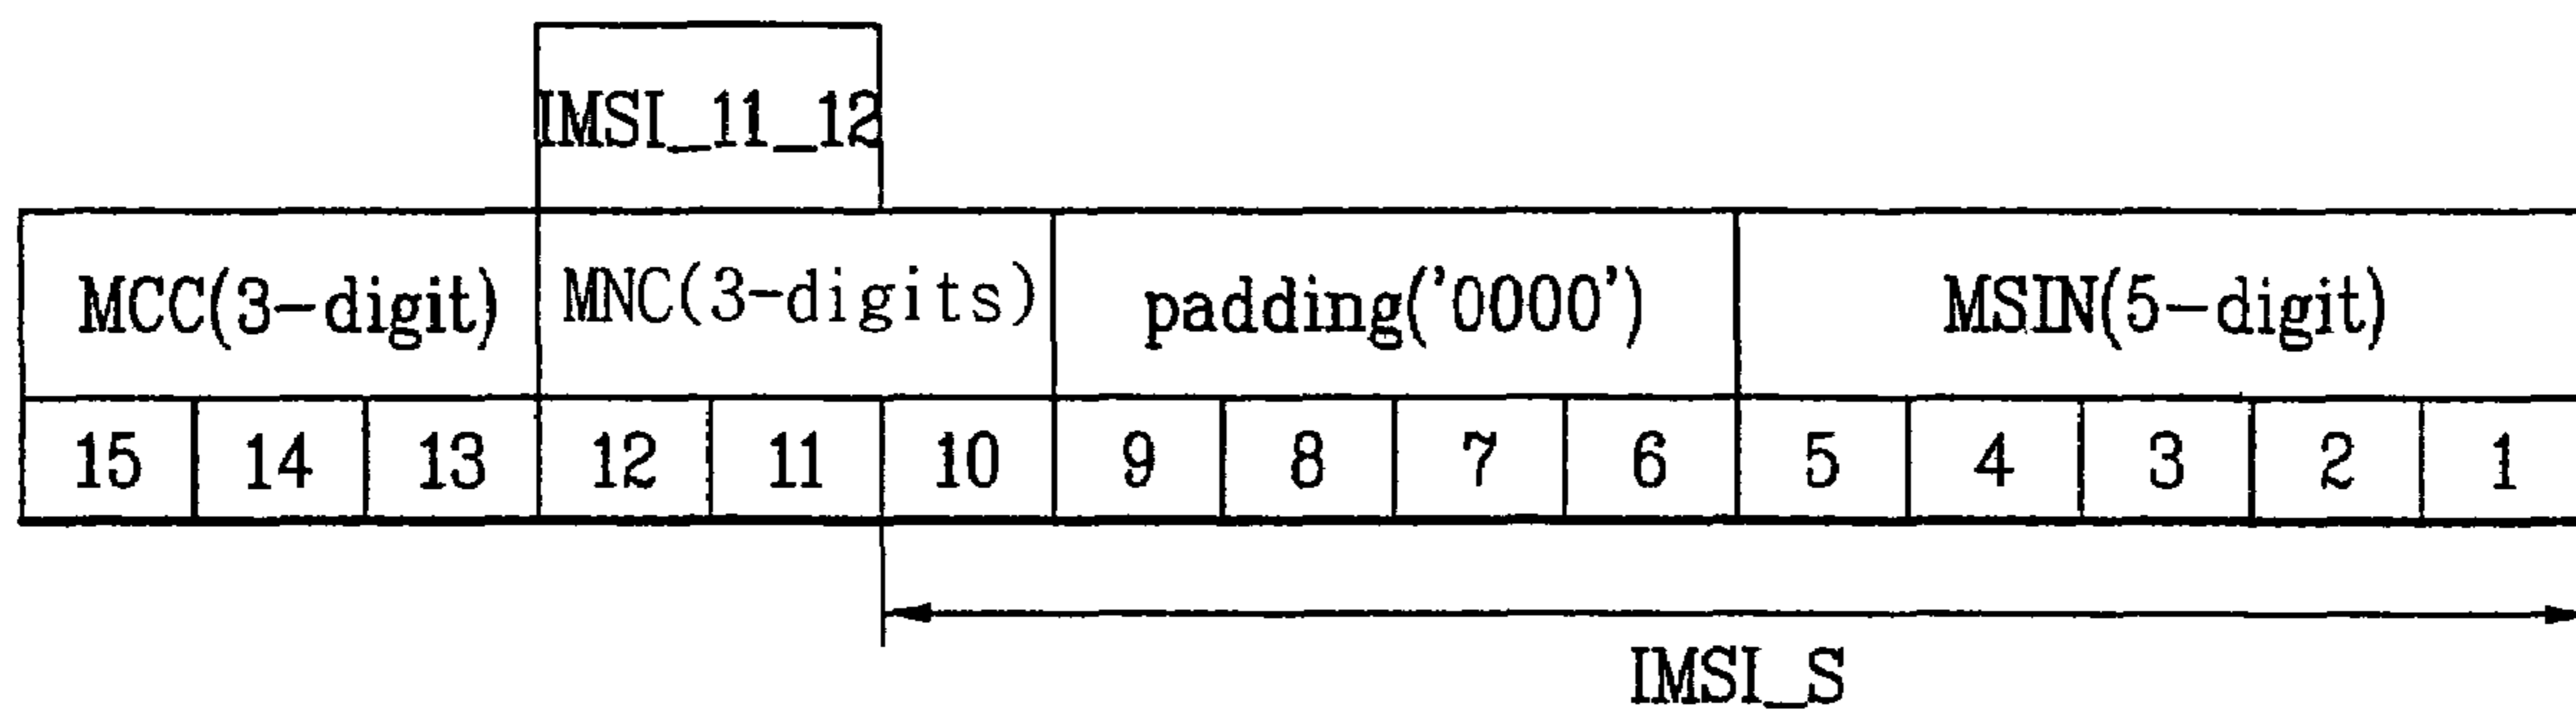 IMSI_11_12
MCC(3-digit) MNC(3-digits) padding('0000') MSIN(5-digit)
15 14 13 12 11 10 9 8 7 6 5 4 3 2 1
IMSI_S